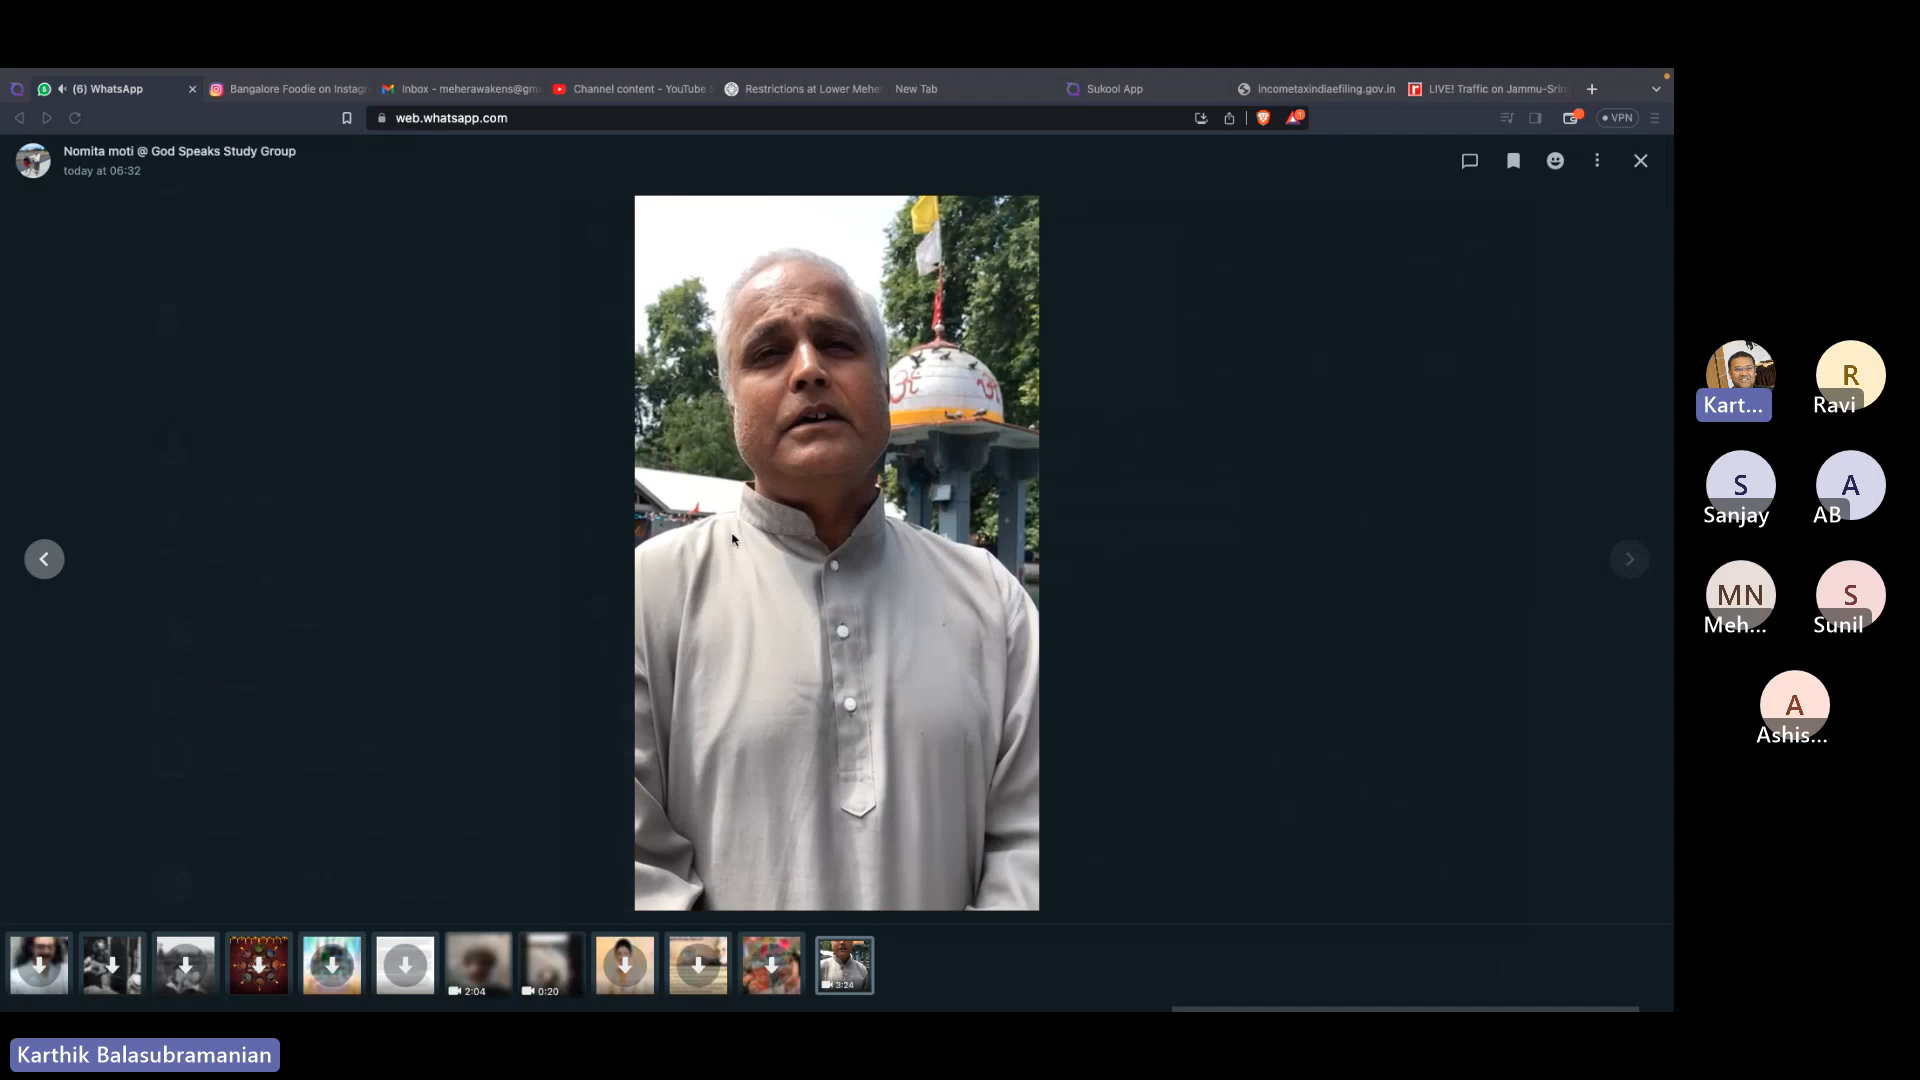 (6) WhatsApp
Bangalore Foodie on Instagr
Inbox - meherawakens@gm
Channel content - YouTube S
Restrictions at Lower Meher
New Tab
Sukool App
incometaxindiaefiling.gov.in
LIVE! Traffic on Jammu-Srin
web.whatsapp.com
1
VPN
Nomita moti @ God Speaks Study Group
today at 06:32
ॐ
Kart...
R
Ravi
S
Sanjay
A
AB
MN
Meh...
S
Sunil
A
Ashis...
2:04
0:20
3:24
Karthik Balasubramanian